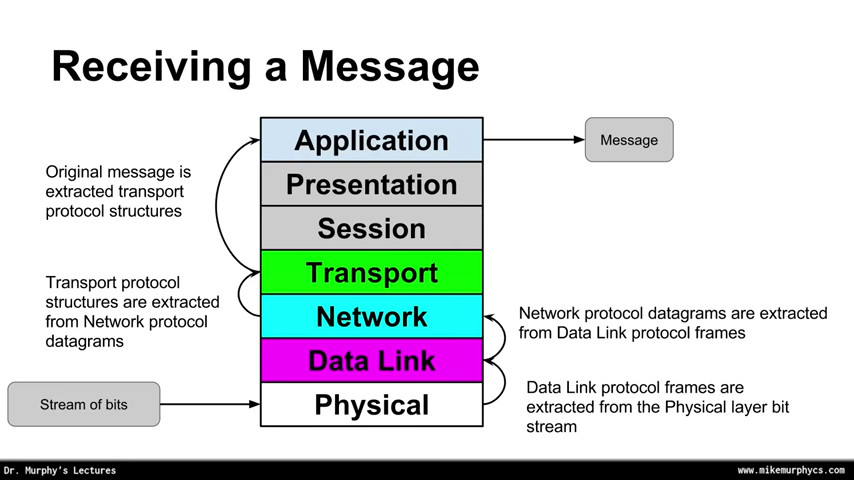 Receiving a Message
Application
Message
Original message is
extracted transport
protocol structures
Presentation
Session
Transport
Transport protocol
structures are extracted
from Network protocol
datagrams
Network
Network protocol datagrams are extracted
from Data Link protocol frames
Data Link
Data Link protocol frames are
extracted from the Physical layer bit
stream
Stream of bits
Physical
Dr. Murphy's Lectures
www.mikemurphycs.com